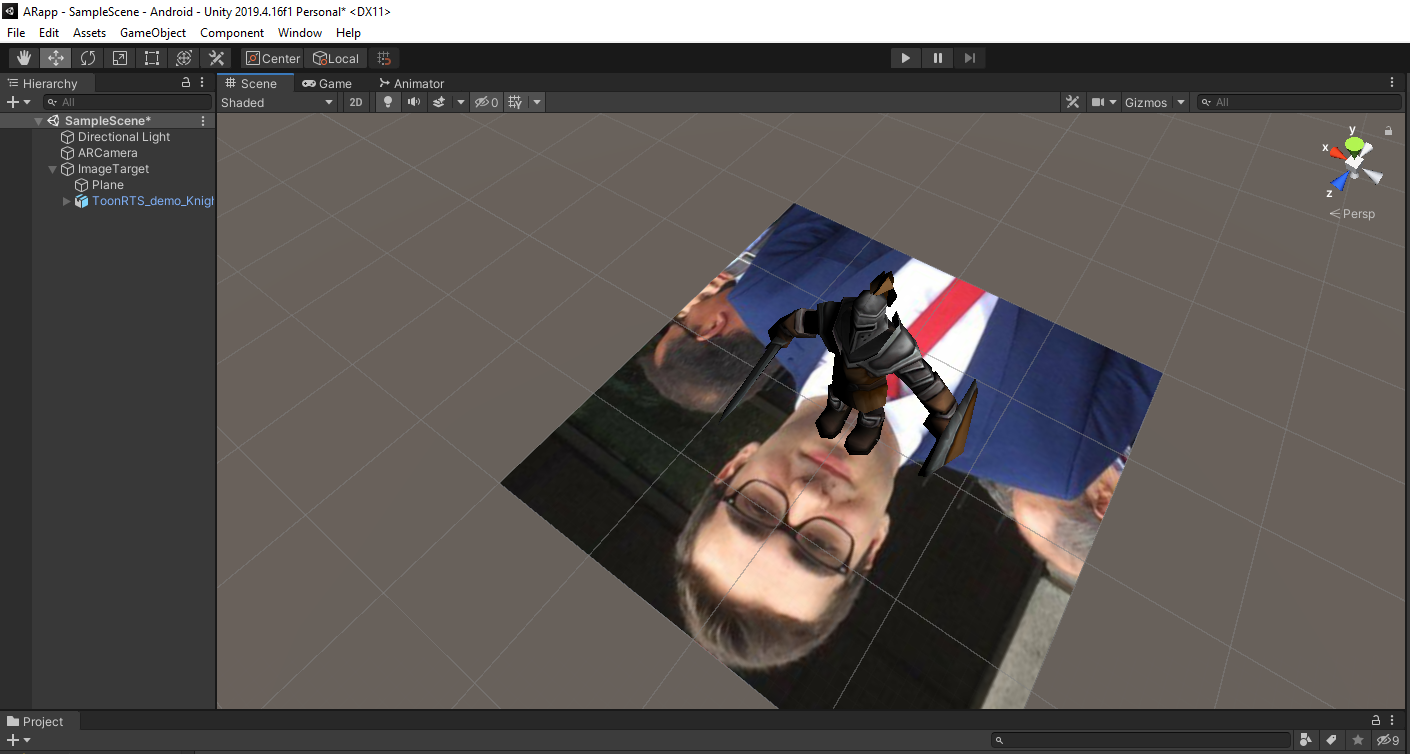 ARapp - SampleScene - Android - Unity 2019.4.16f1 Personal* <DX11>
File Edit Assets GameObject Component Window Help
Center Local
Hierarchy
Scene Game Animator
All
Shaded 2D 0 Gizmos All
SampleScene*
Directional Light
ARCamera
ImageTarget
Plane
ToonRTS_demo_Knigh
y
x
z
Persp
Project
9